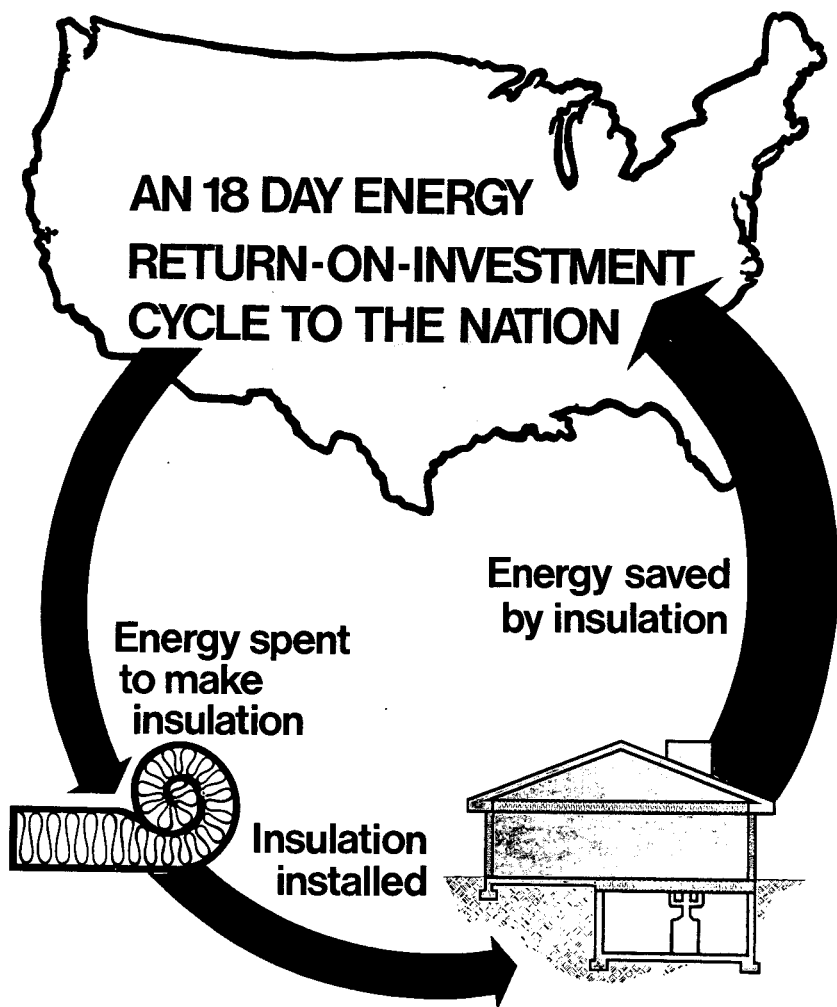 AN 18 DAY ENERGY
RETURN-ON-INVESTMENT
CYCLE TO THE NATION
Energy saved
by insulation
Energy spent
to make
insulation
Insulation
installed